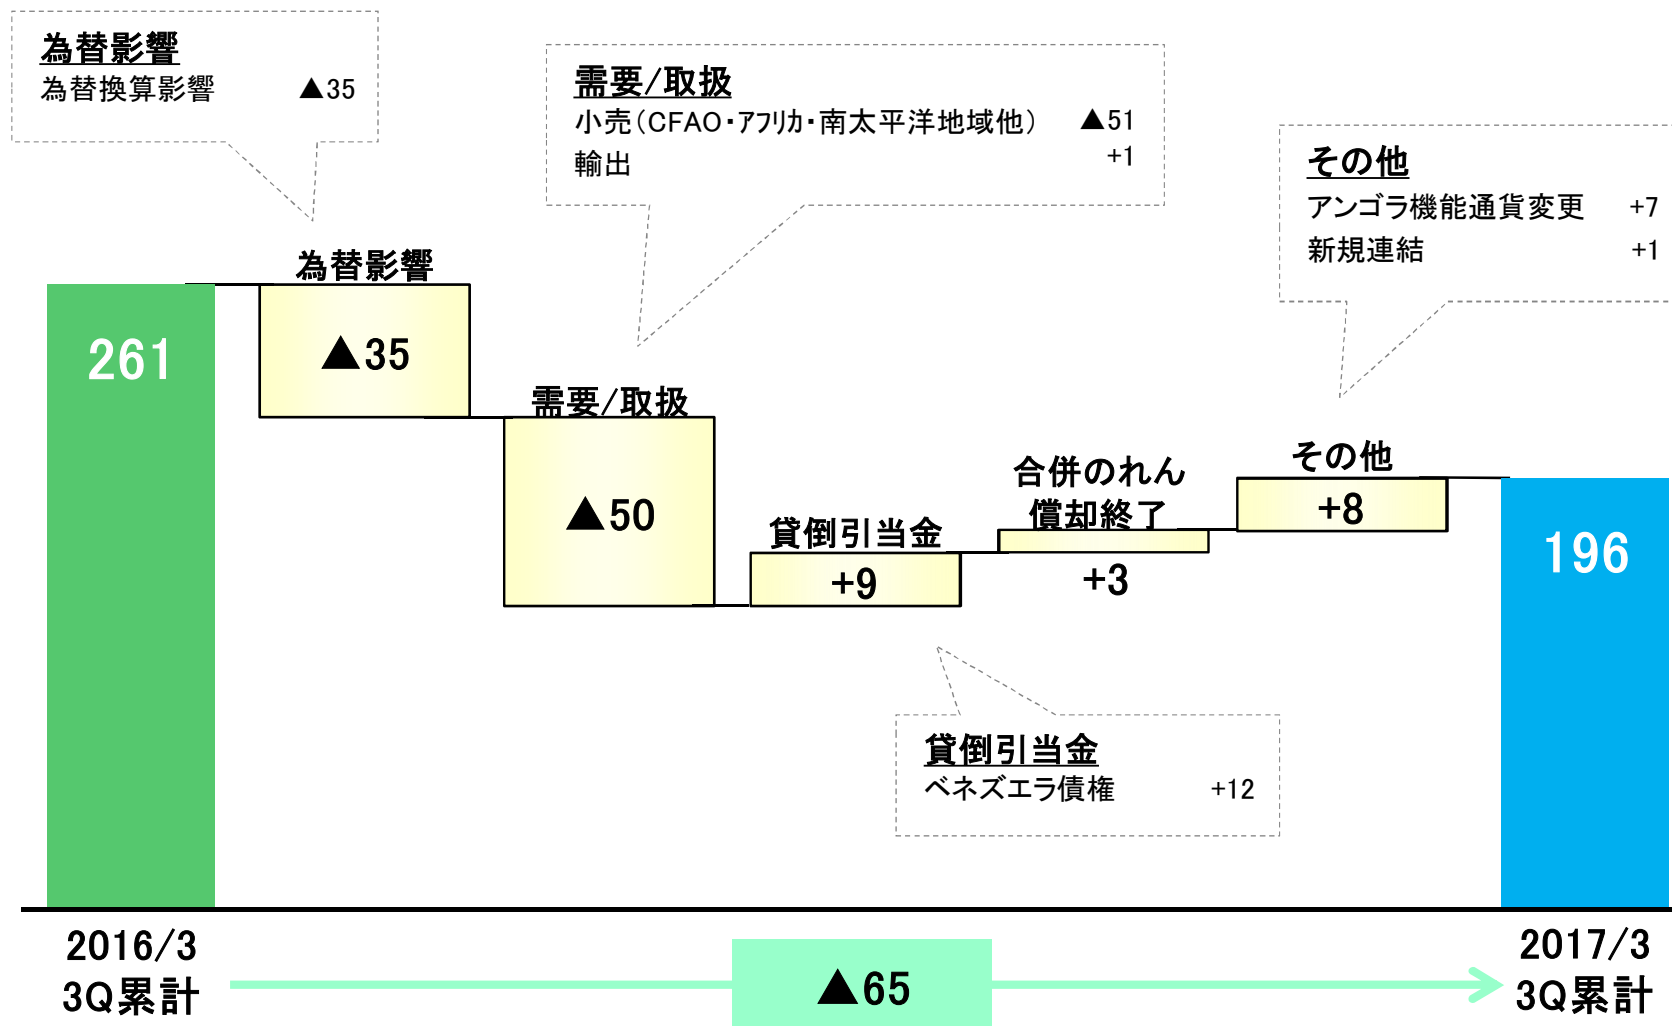 為替影響
為替換算影響 ▲35
需要/取扱
小売(CFAO・アフリカ・南太平洋地域他) ▲51
輸出 +1
その他
アンゴラ機能通貨変更 +7
新規連結 +1
為替影響
261
▲35
需要/取扱
▲50
貸倒引当金
+9
合併のれん
償却終了
+3
その他
+8
196
貸倒引当金
ベネズエラ債権 +12
2016/3
3Q累計
▲65
2017/3
3Q累計